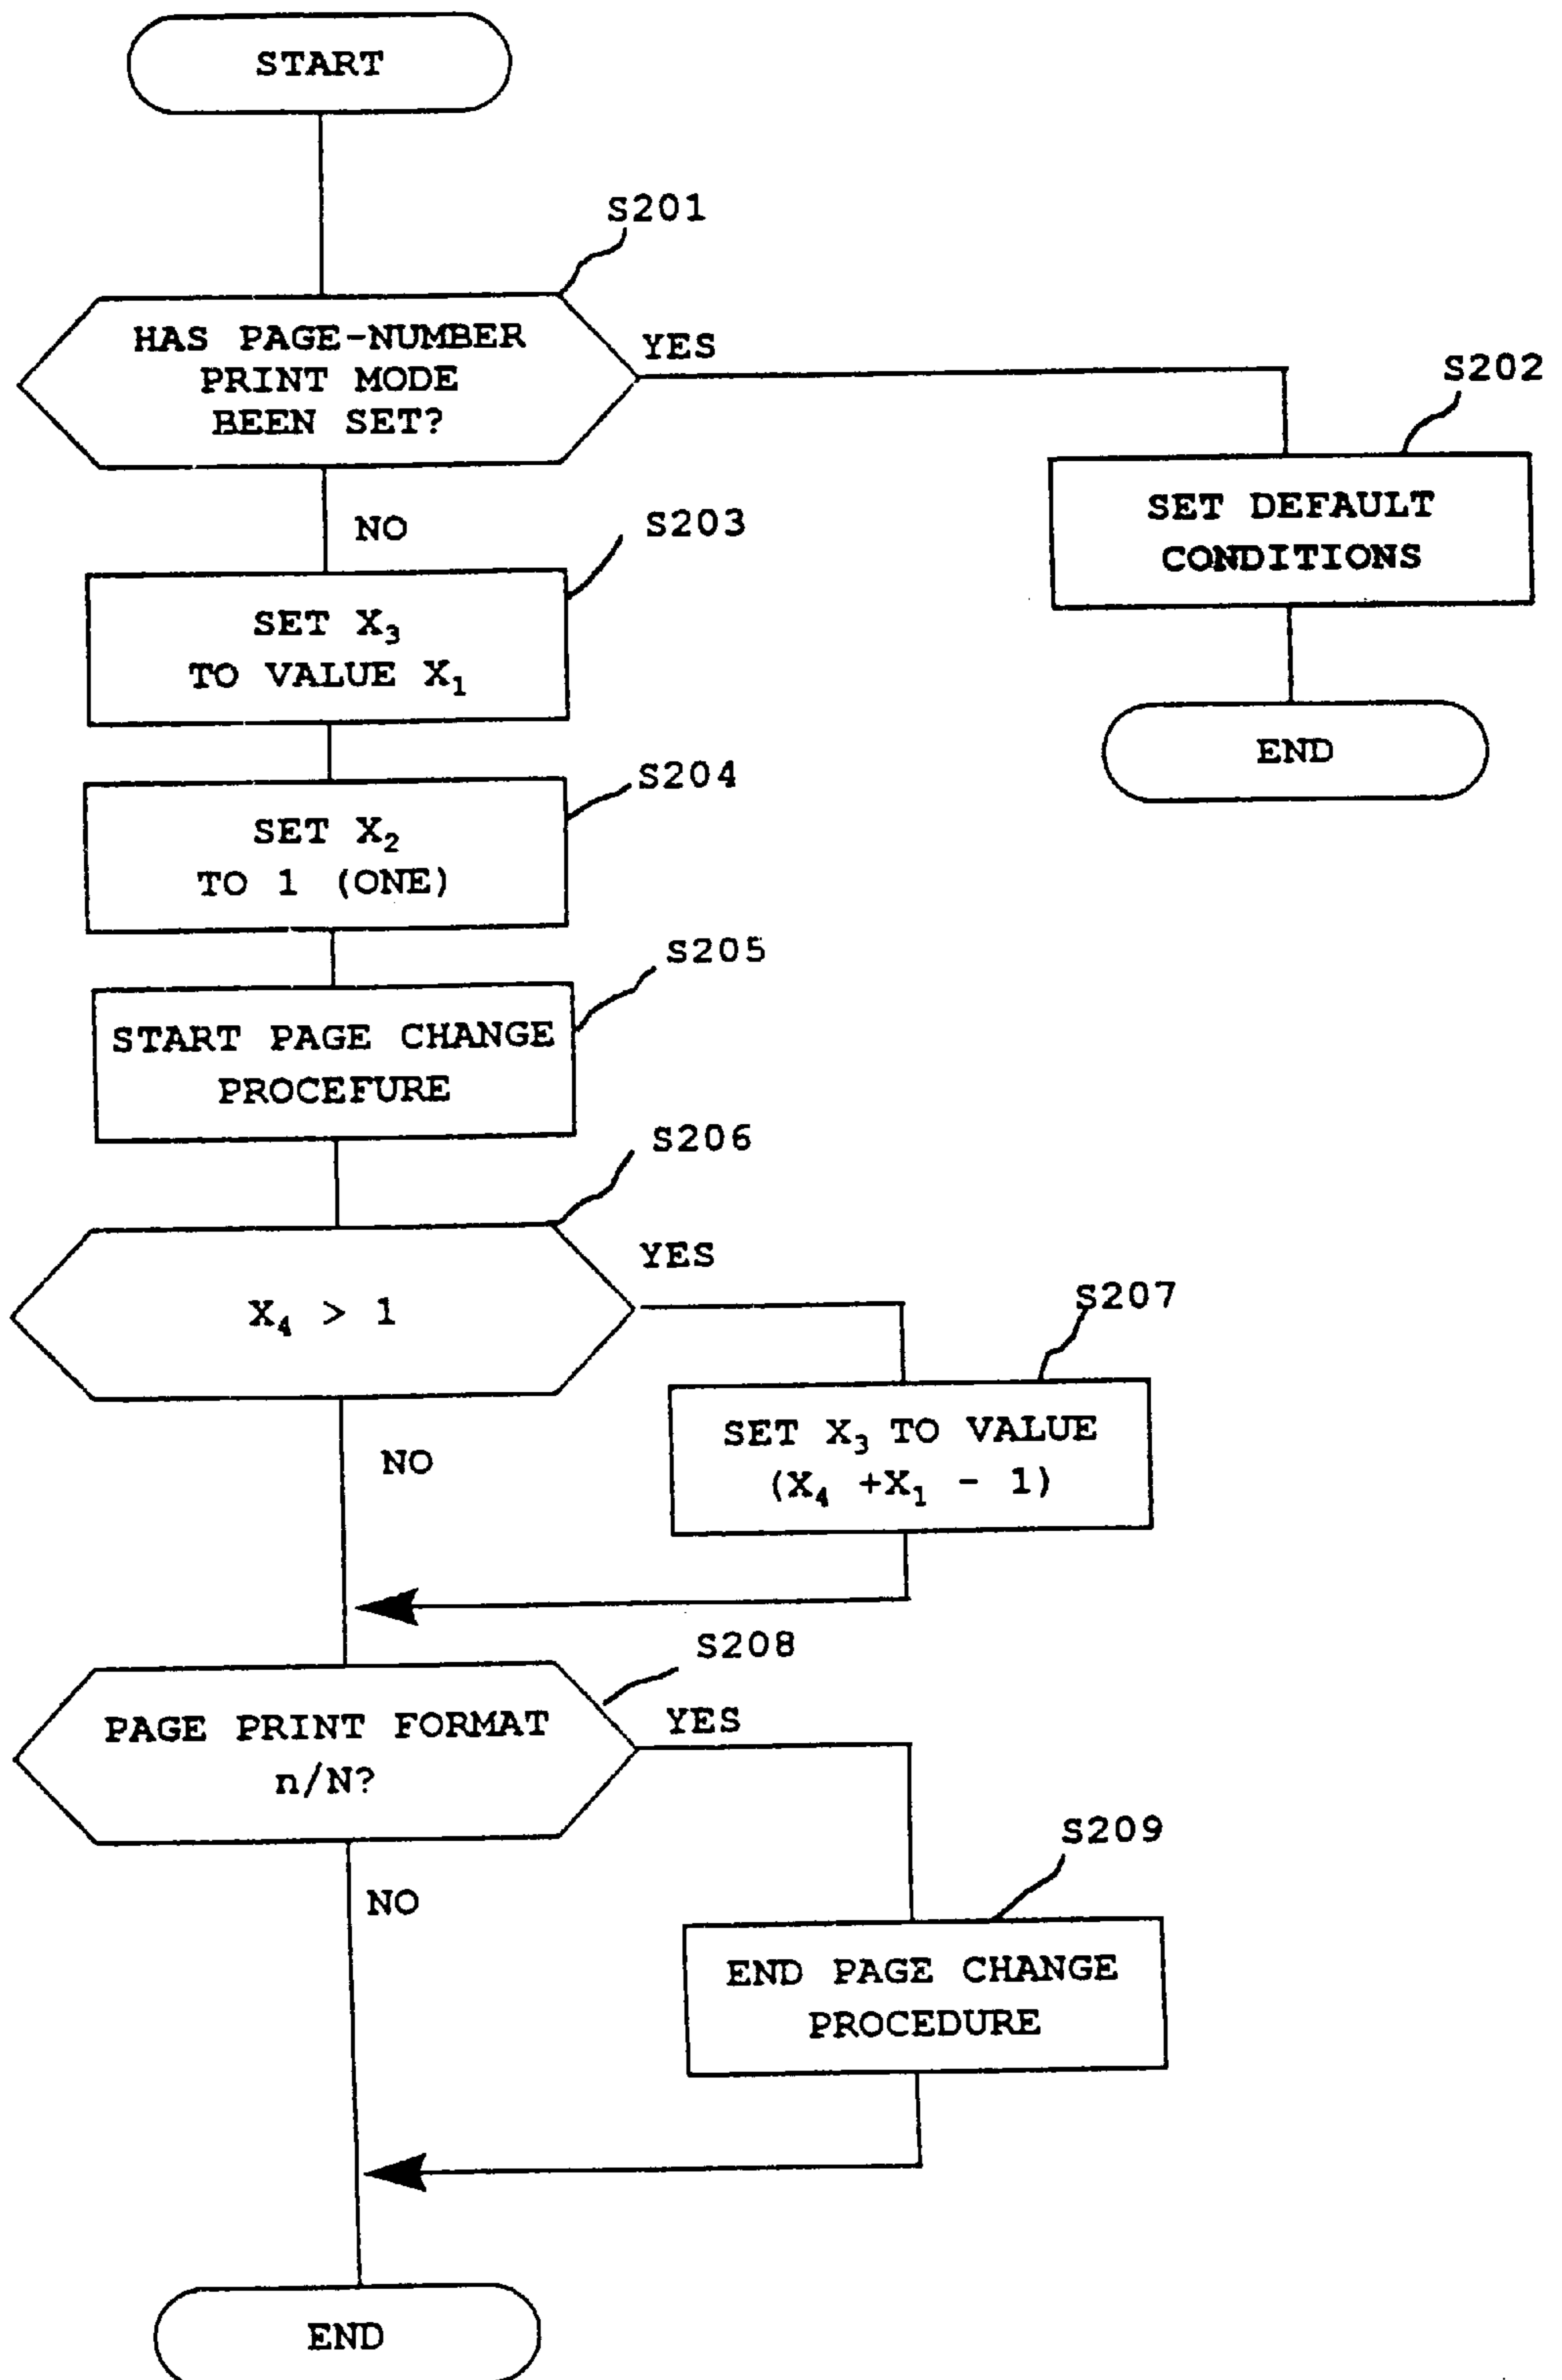 START
S201
HAS PAGE-NUMBER
PRINT MODE
BEEN SET?
YES
S202
SET DEFAULT
CONDITIONS
END
NO
S203
SET X₃
TO VALUE X₁
S204
SET X₂
TO 1 (ONE)
S205
START PAGE CHANGE
PROCEFURE
S206
X₄ > 1
YES
S207
SET X₃ TO VALUE
(X₄ +X₁ - 1)
NO
S208
PAGE PRINT FORMAT
n/N?
YES
S209
END PAGE CHANGE
PROCEDURE
NO
END